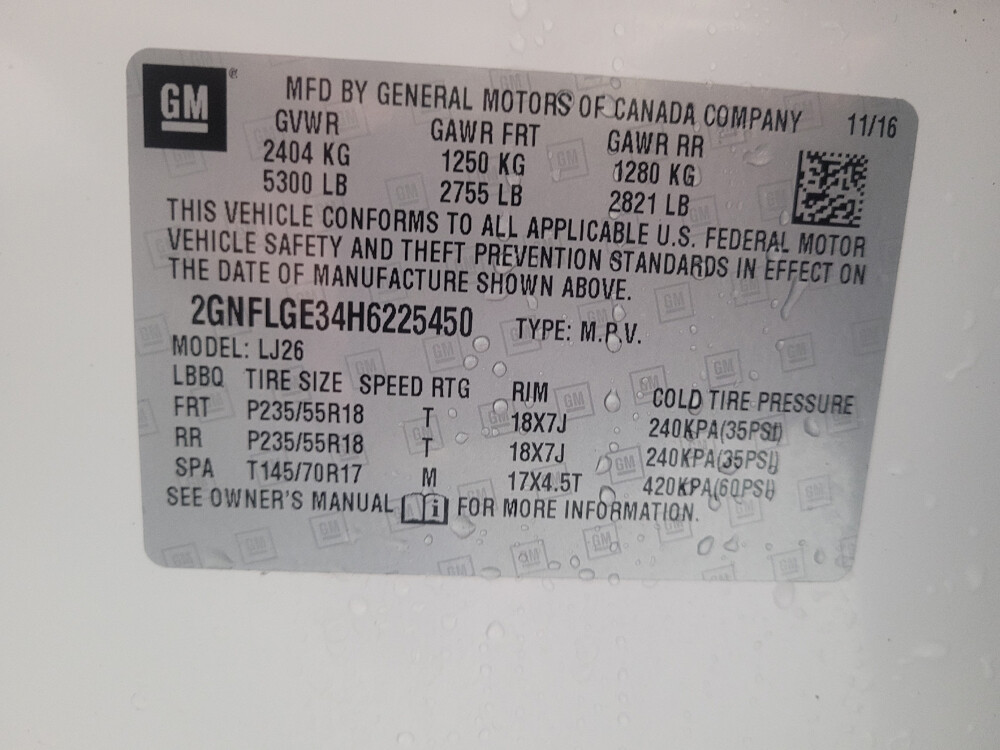 GM ® MFD BY GENERAL MOTORS OF CANADA COMPANY 11/16
GVWR GAWR FRT GAWR RR
2404 KG 1250 KG 1280 KG
5300 LB 2755 LB 2821 LB
THIS VEHICLE CONFORMS TO ALL APPLICABLE U.S. FEDERAL MOTOR
VEHICLE SAFETY AND THEFT PREVENTION STANDARDS IN EFFECT ON
THE DATE OF MANUFACTURE SHOWN ABOVE.
2GNFLGE34H6225450 TYPE: M.P.V.
MODEL: LJ26
LBBQ TIRE SIZE SPEED RTG RIM COLD TIRE PRESSURE
FRT P235/55R18 T 18X7J 240KPA(35PSI)
RR P235/55R18 T 18X7J 240KPA(35PSI)
SPA T145/70R17 M 17X4.5T 420KPA(60PSI)
SEE OWNER'S MANUAL i FOR MORE INFORMATION.